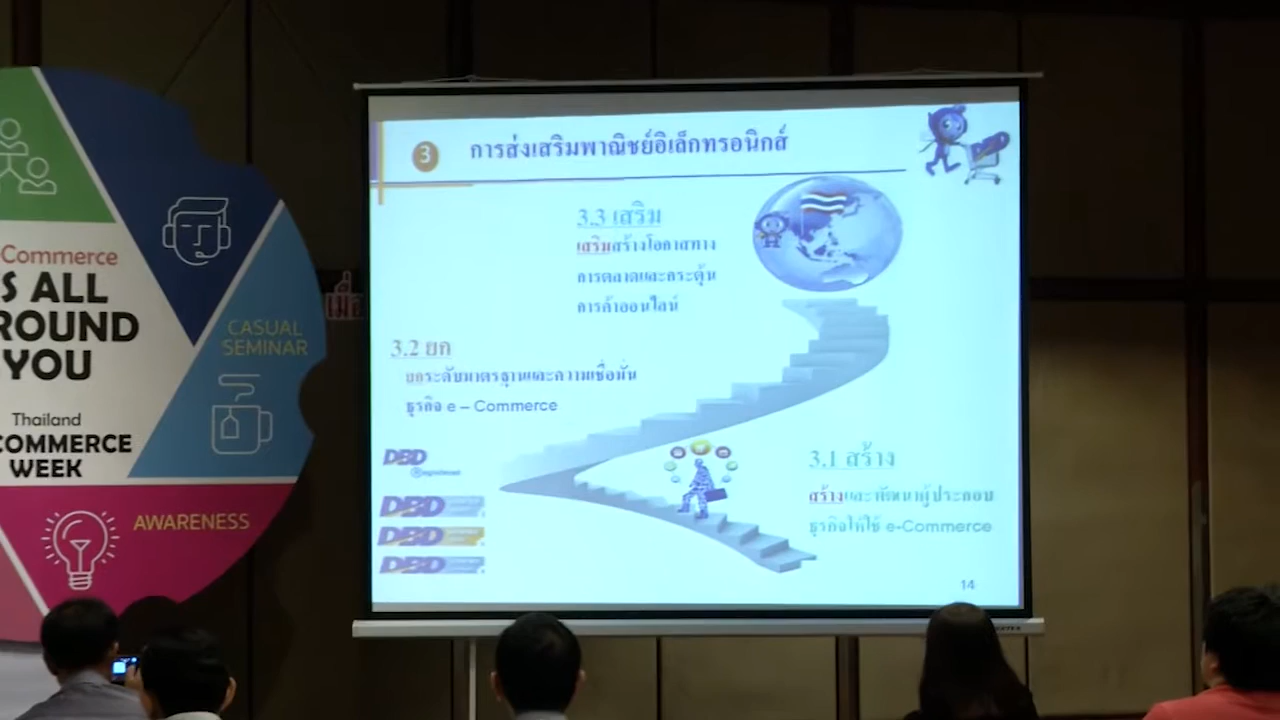 Commerce
S ALL
ROUND
YOU
Thailand
COMMERCE
WEEK
CASUAL
SEMINAR
AWARENESS
เมื่อ
3
การส่งเสริมพาณิชย์อิเล็กทรอนิกส์
3.3 เสริม
เสริมสร้างโอกาสทาง
การตลาดและกระตุ้น
การค้าออนไลน์
3.2 ยก
ยกระดับมาตรฐานและความเชื่อมั่น
ธุรกิจ e – Commerce
DBD
Registered
DBD
DBD
DBD
3.1 สร้าง
สร้างและพัฒนาผู้ประกอบ
ธุรกิจให้ใช้ e-Commerce
14